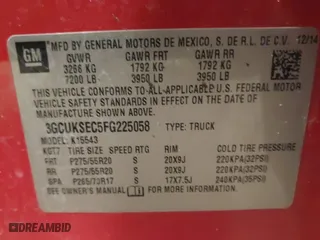 GM MFD BY GENERAL MOTORS DE MEXICO, S. DE R.L. DE C.V. 12/14
GVWR GAWR FRT GAWR RR
3266 KG 1792 KG 1792 KG
7200 LB 3950 LB 3950 LB
THIS VEHICLE CONFORMS TO ALL APPLICABLE U.S. FEDERAL MOTOR
VEHICLE SAFETY STANDARDS IN EFFECT ON THE DATE OF
MANUFACTURE SHOWN ABOVE.
3GCUKSEC5FG225058 TYPE: TRUCK
MODEL: K15543
TIRE SIZE SPEED RTG RIM COLD TIRE PRESSURE
FRT P275/55R20 S 20X9J 220KPA(32PSI)
RR P275/55R20 S 20X9J 220KPA(32PSI)
SPA P265/70R17 S 17X7.5J 240KPA(35PSI)
SEE OWNER'S MANUAL FOR MORE INFORMATION.